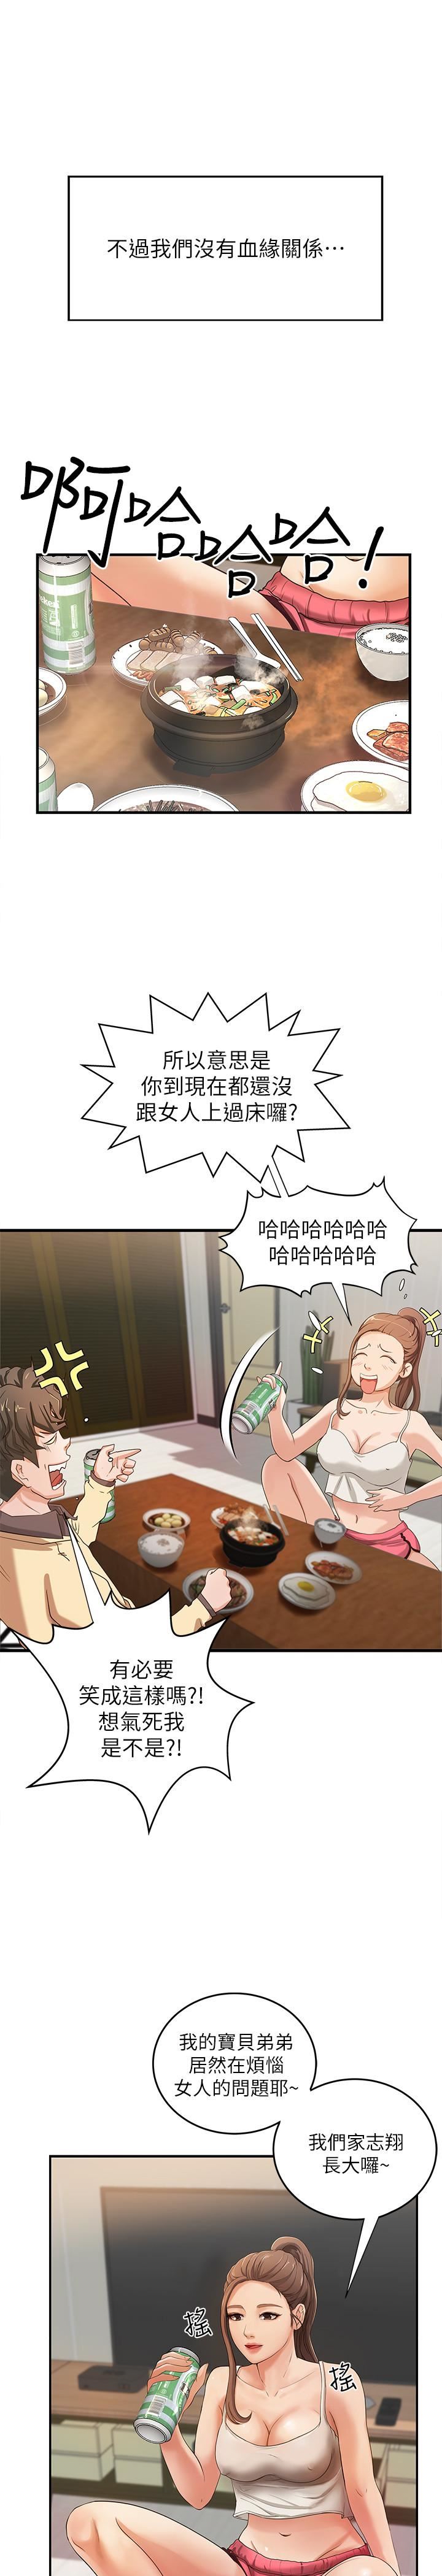 不過我們沒有血緣關係⋯
啊哈哈哈！
所以意思是
你到現在都還沒
跟女人上過床囉?
哈哈哈哈哈哈
哈哈哈哈哈
有必要
笑成這樣嗎?!
想氣死我
是不是?!
我的寶貝弟弟
居然在煩惱
女人的問題耶~
我們家志翔
長大囉~
搖
搖